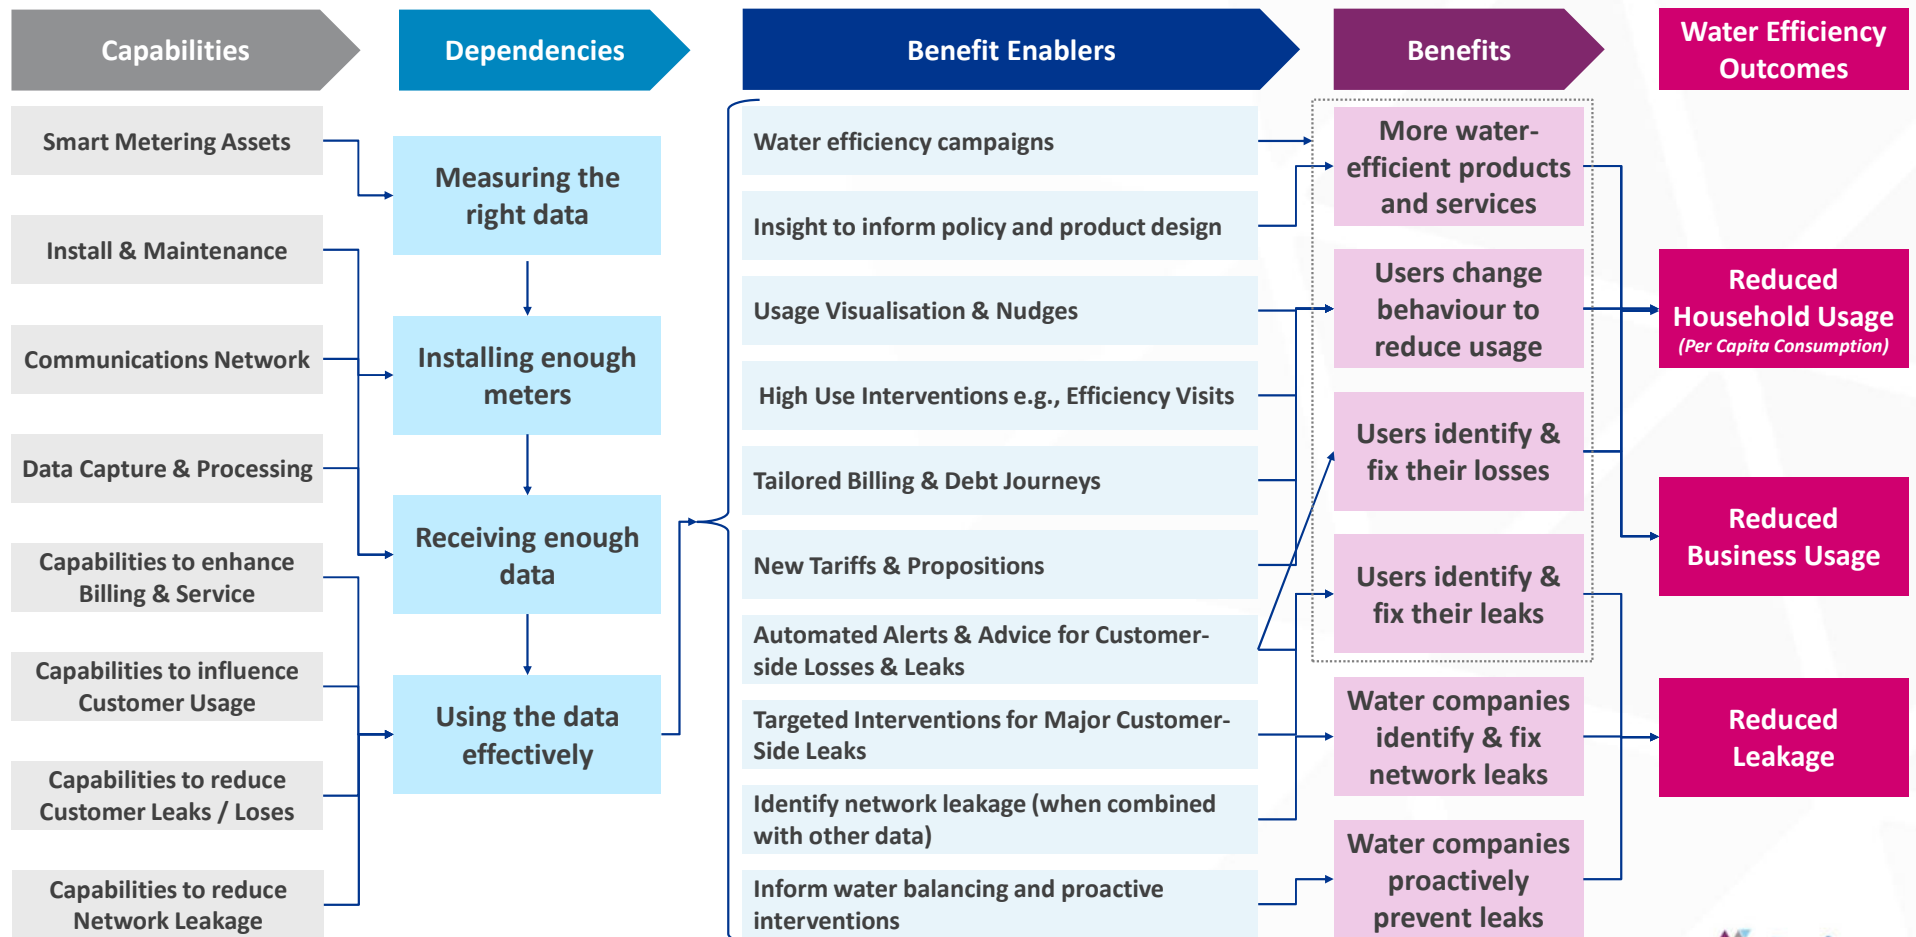 Capabilities
Dependencies
Benefit Enablers
Benefits
Water Efficiency
Outcomes
Smart Metering Assets
Install & Maintenance
Communications Network
Data Capture & Processing
Capabilities to enhance
Billing & Service
Capabilities to influence
Customer Usage
Capabilities to reduce
Customer Leaks / Loses
Capabilities to reduce
Network Leakage
Measuring the
right data
Installing enough
meters
Receiving enough
data
Using the data
effectively
Water efficiency campaigns
Insight to inform policy and product design
Usage Visualisation & Nudges
High Use Interventions e.g., Efficiency Visits
Tailored Billing & Debt Journeys
New Tariffs & Propositions
Automated Alerts & Advice for Customer-
side Losses & Leaks
Targeted Interventions for Major Customer-
Side Leaks
Identify network leakage (when combined
with other data)
Inform water balancing and proactive
interventions
More water-
efficient products
and services
Users change
behaviour to
reduce usage
Users identify &
fix their losses
Users identify &
fix their leaks
Water companies
identify & fix
network leaks
Water companies
proactively
prevent leaks
Reduced
Household Usage
(Per Capita Consumption)
Reduced
Business Usage
Reduced
Leakage